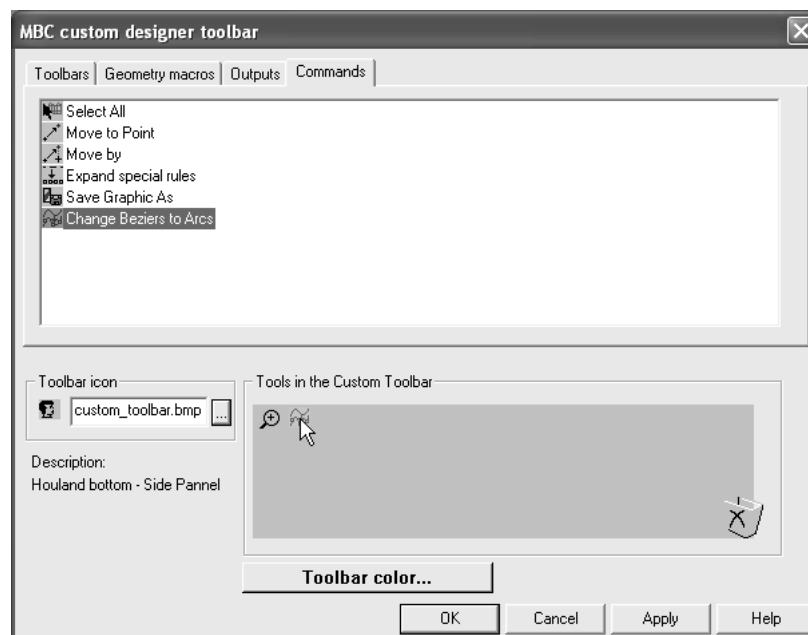 MBC custom designer toolbar
Toolbars Geometry macros Outputs Commands
Select All
Move to Point
Move by
Expand special rules
Save Graphic As
Change Beziers to Arcs
Toolbar icon
custom_toolbar.bmp ...
Description:
Houland bottom - Side Pannel
Tools in the Custom Toolbar
Toolbar color...
OK Cancel Apply Help